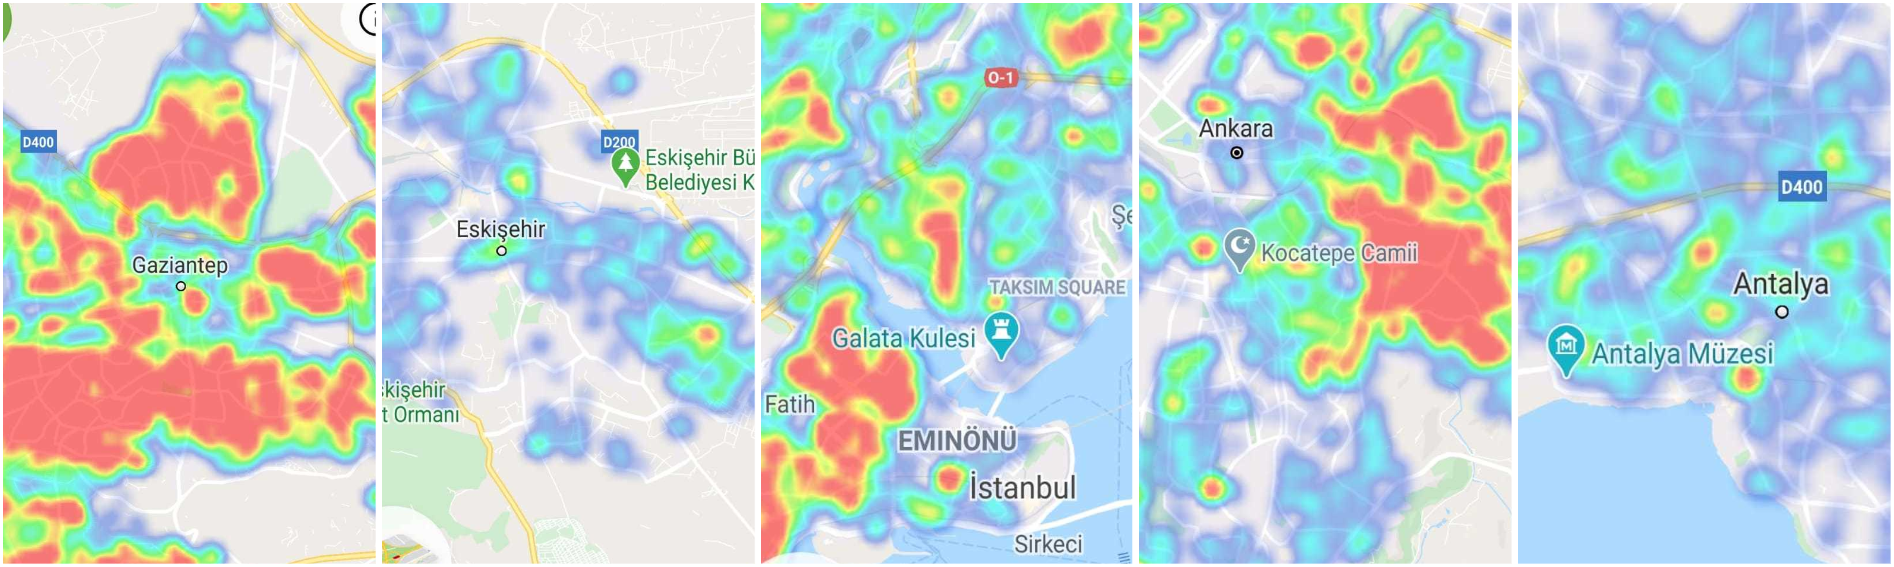 D400
Gaziantep
D200
Eskişehir Bü
Belediyesi K
Eskişehir
skişehir
t Ormanı
O-1
Şe
TAKSIM SQUARE
Galata Kulesi
Fatih
EMINÖNÜ
İstanbul
Sirkeci
Ankara
Kocatepe Camii
D400
Antalya
M
Antalya Müzesi